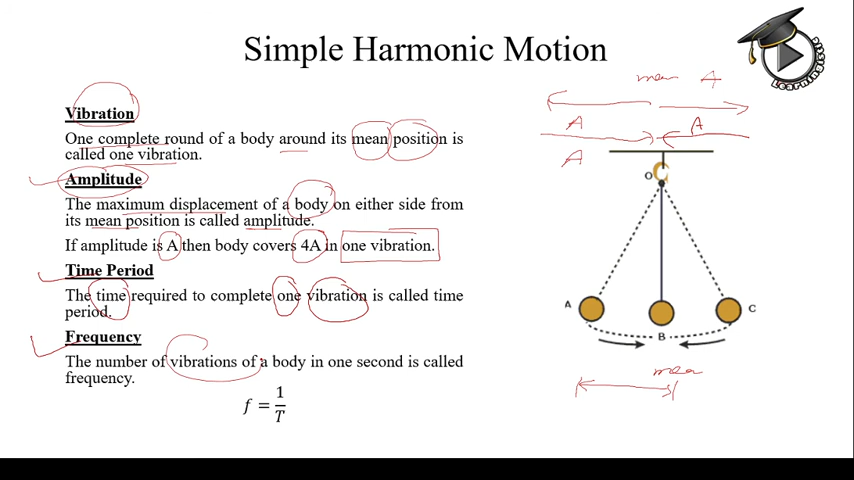 Simple Harmonic Motion
Vibration
One complete round of a body around its mean position is
called one vibration.
Amplitude
The maximum displacement of a body on either side from
its mean position is called amplitude.
If amplitude is A then body covers 4A in one vibration.
Time Period
The time required to complete one vibration is called time
period.
Frequency
The number of vibrations of a body in one second is called
frequency.
f = 1/T
mean A
A A
A
O
A
C
B
mean
Learning